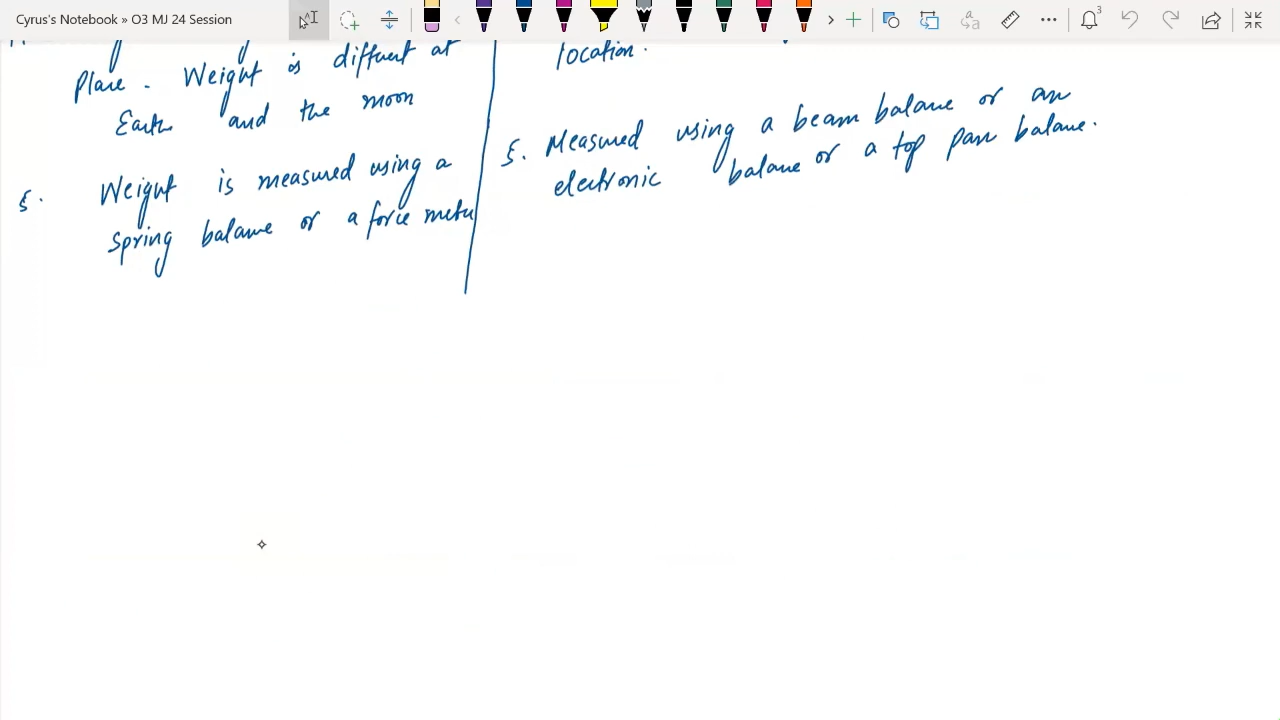 Cyrus's Notebook » O3 MJ 24 Session
3
Place. Weight is different at
Earth and the moon
5. Weight is measured using a
spring balance or a force meter
location.
5. Measured using a beam balance or an
electronic balance or a top pan balance.